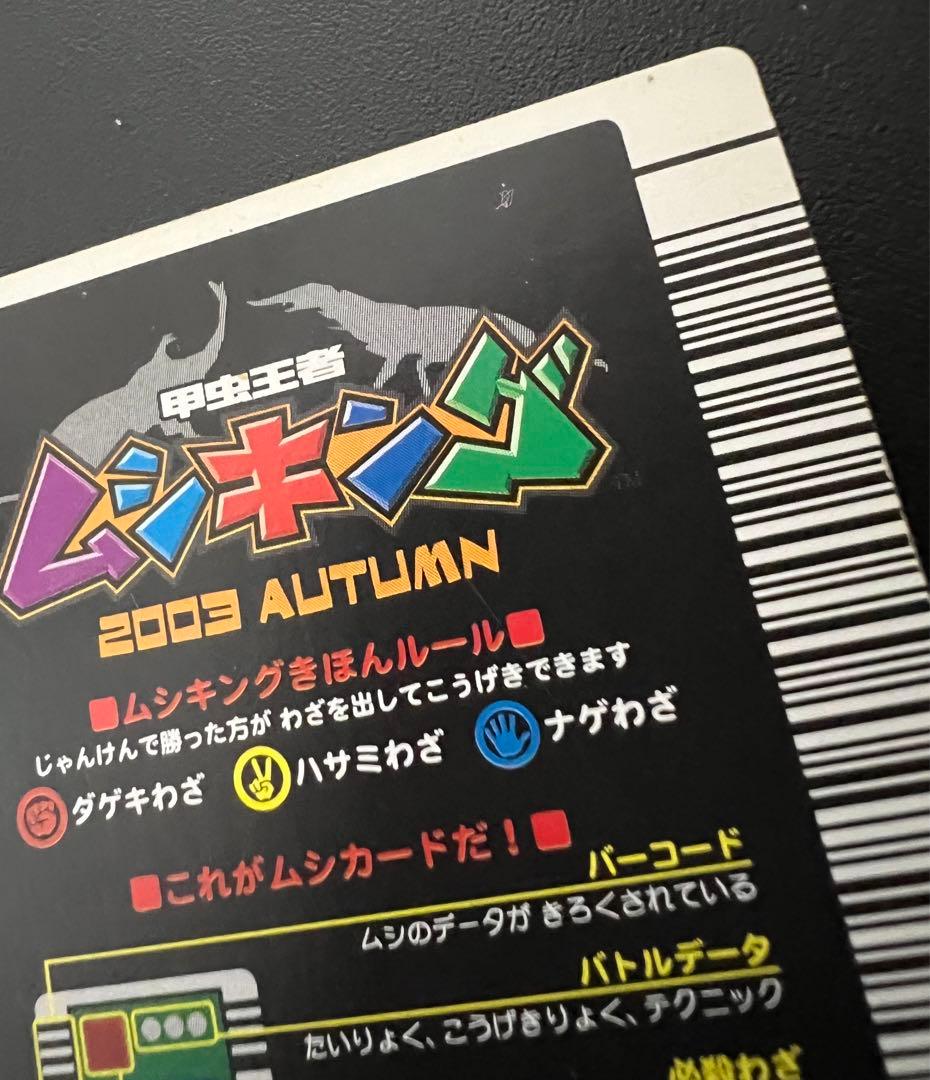 甲虫王者
ムシキング
TM
2003 AUTUMN
■ムシキングきほんルール■
じゃんけんで勝った方が わざを出してこうげきできます
ダゲキわざ ハサミわざ ナゲわざ
■これがムシカードだ！■
バーコード
ムシのデータが きろくされている
バトルデータ
たいりょく、こうげきりょく、テクニック
必殺わざ